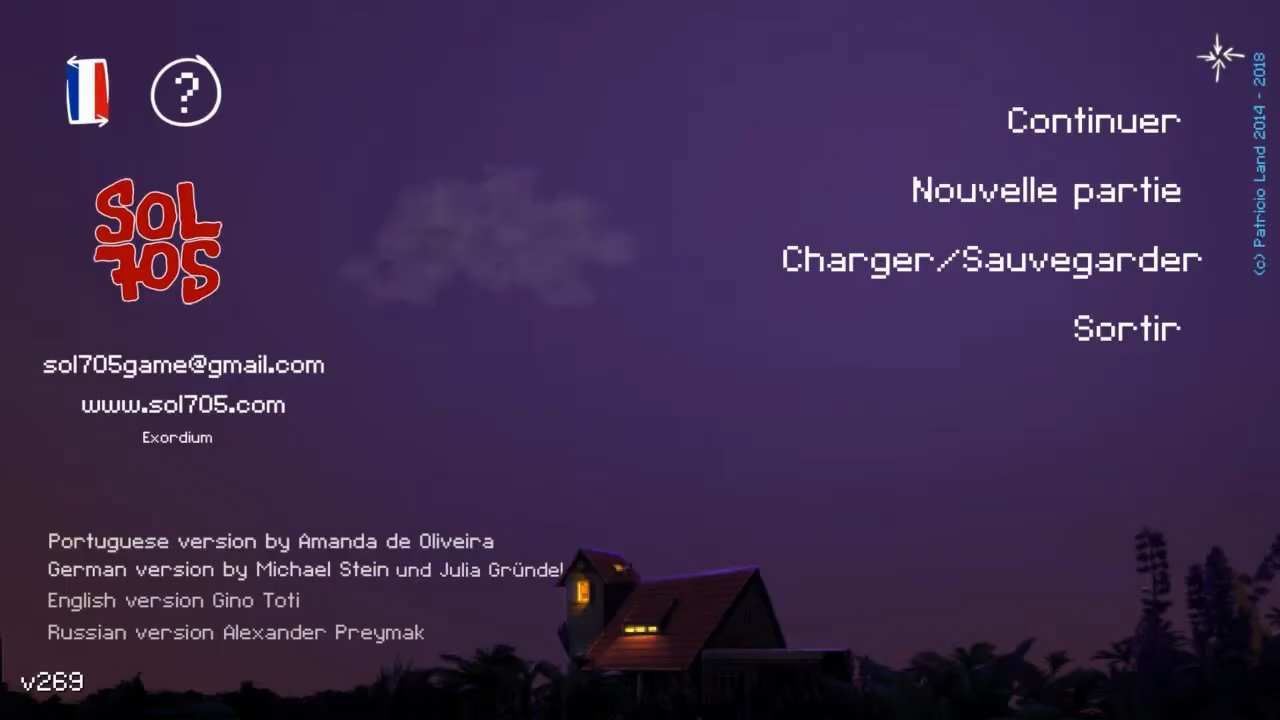 ?
SOL
705
sol705game@gmail.com
www.sol705.com
Exordium
Continuer
Nouvelle partie
Charger/Sauvegarder
Sortir
(c) Patricio Land 2014 - 2018
Portuguese version by Amanda de Oliveira
German version by Michael Stein und Julia Gründel
English version Gino Toti
Russian version Alexander Preymak
v269